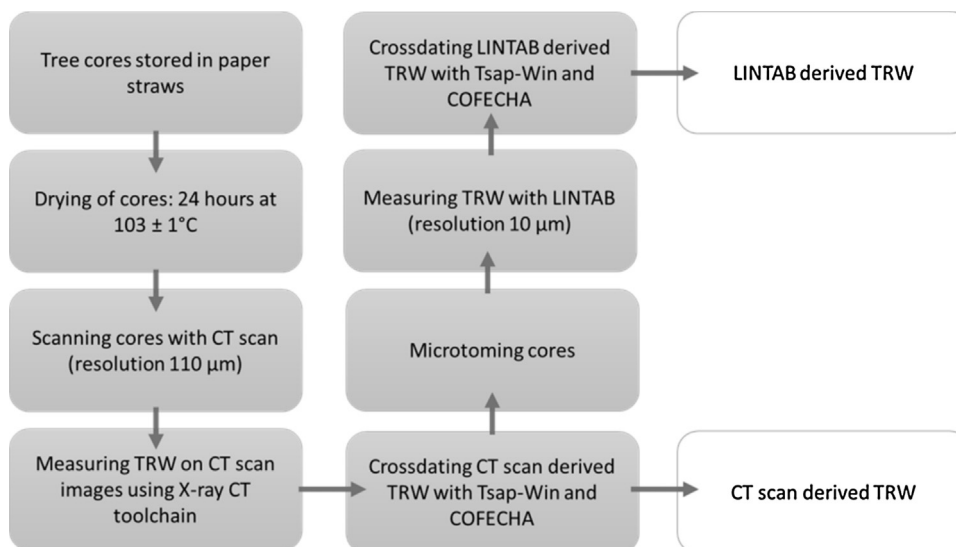 Tree cores stored in paper
straws
Drying of cores: 24 hours at
103 ± 1°C
Scanning cores with CT scan
(resolution 110 µm)
Measuring TRW on CT scan
images using X-ray CT
toolchain
Crossdating CT scan derived
TRW with Tsap-Win and
COFECHA
CT scan derived TRW
Microtoming cores
Measuring TRW with LINTAB
(resolution 10 µm)
Crossdating LINTAB derived
TRW with Tsap-Win and
COFECHA
LINTAB derived TRW